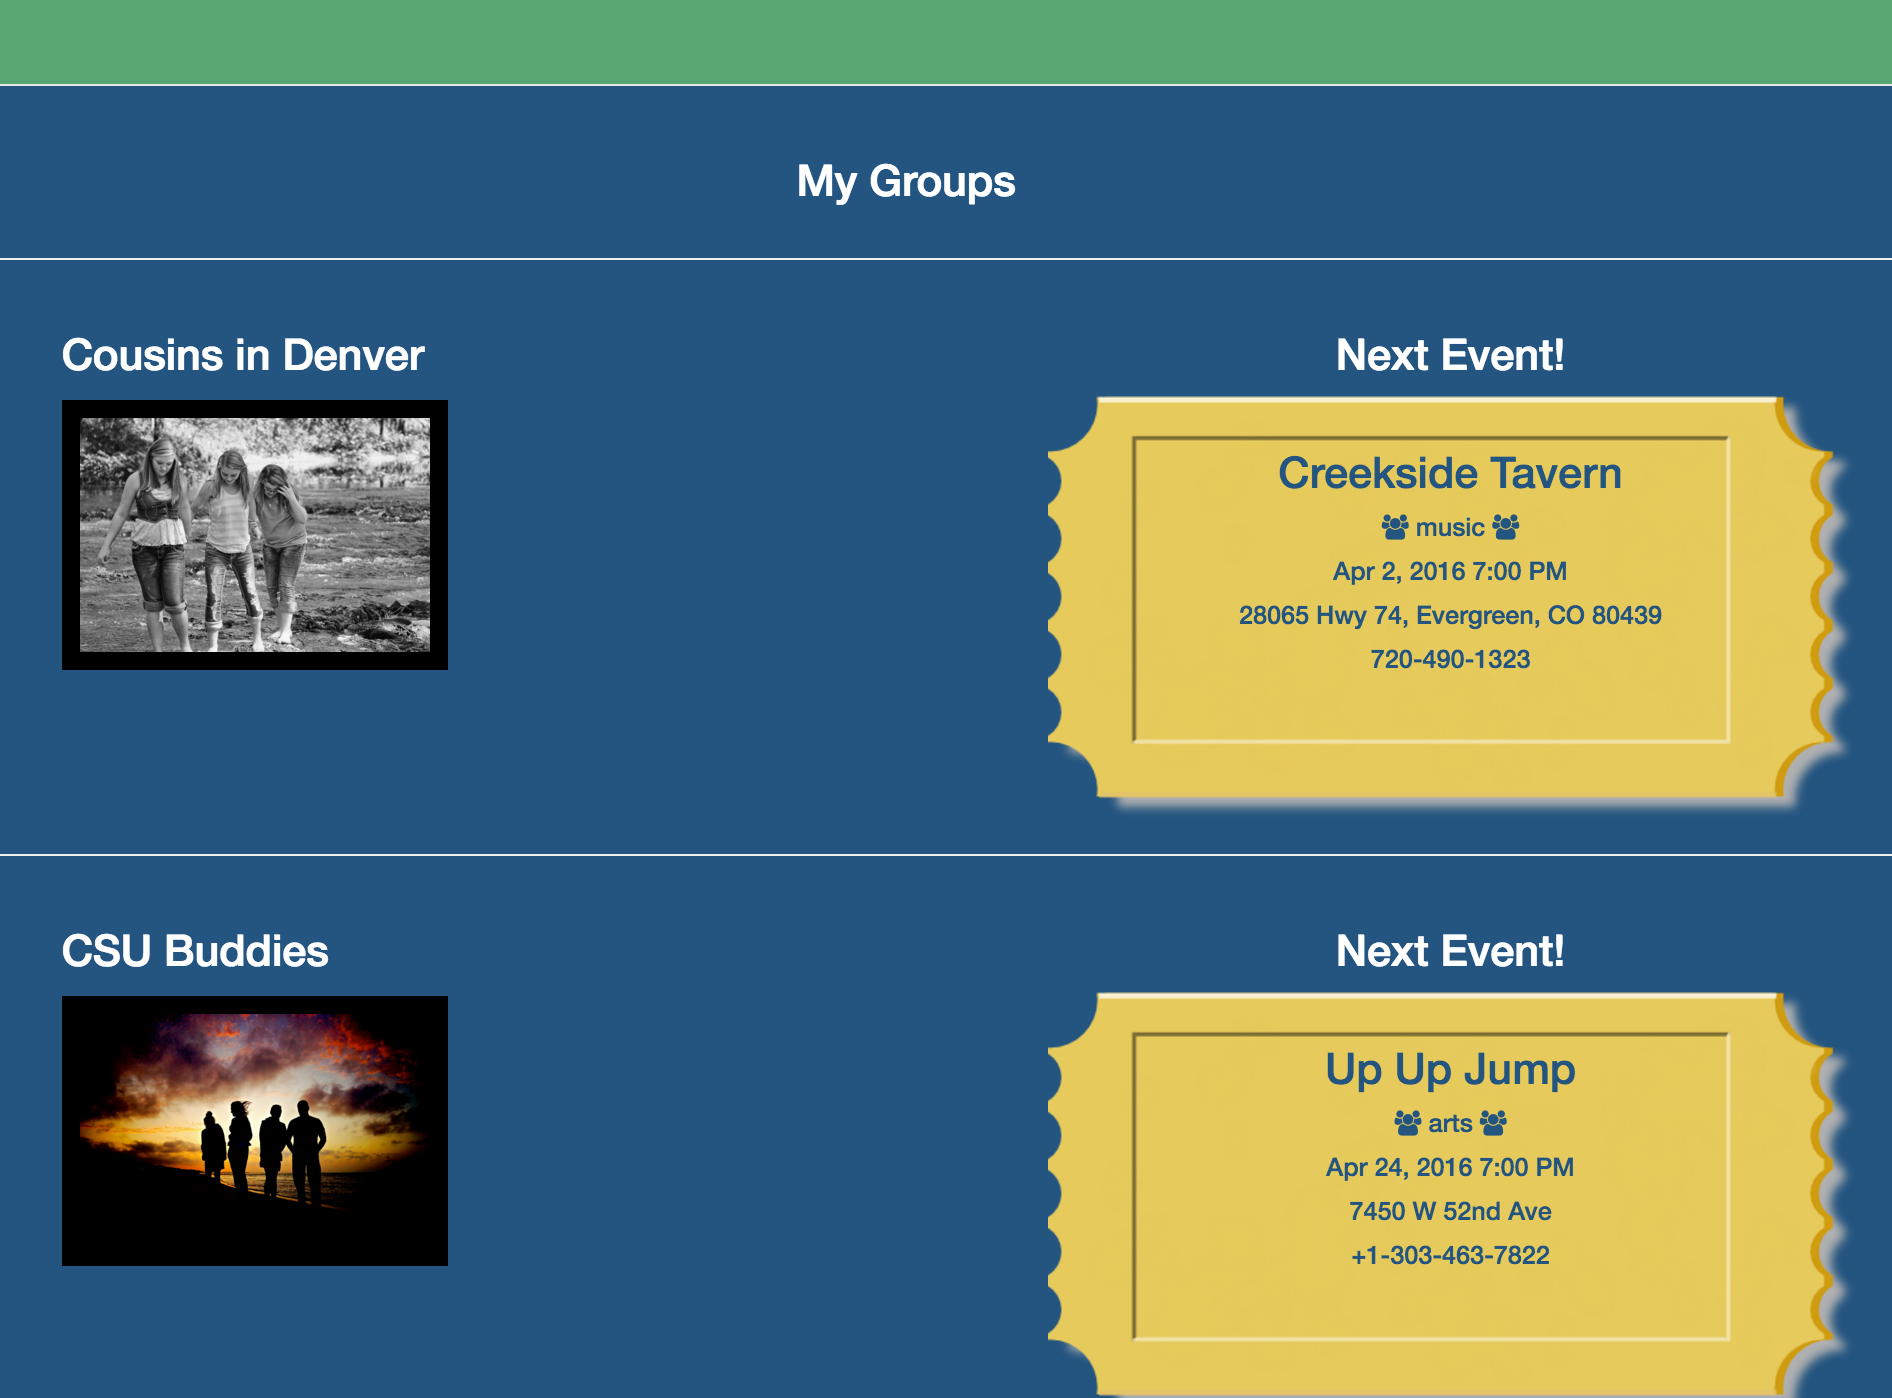 My Groups
Cousins in Denver
Next Event!
Creekside Tavern
music
Apr 2, 2016 7:00 PM
28065 Hwy 74, Evergreen, CO 80439
720-490-1323
CSU Buddies
Next Event!
Up Up Jump
arts
Apr 24, 2016 7:00 PM
7450 W 52nd Ave
+1-303-463-7822